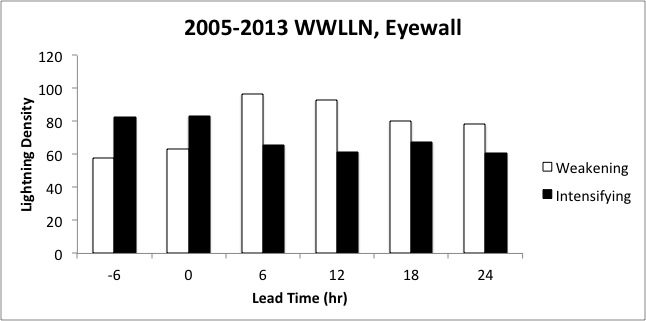 2005-2013 WWLLN, Eyewall
120
100
80
60
40
20
0
Lightning Density
-6 0 6 12 18 24
Lead Time (hr)
Weakening
Intensifying